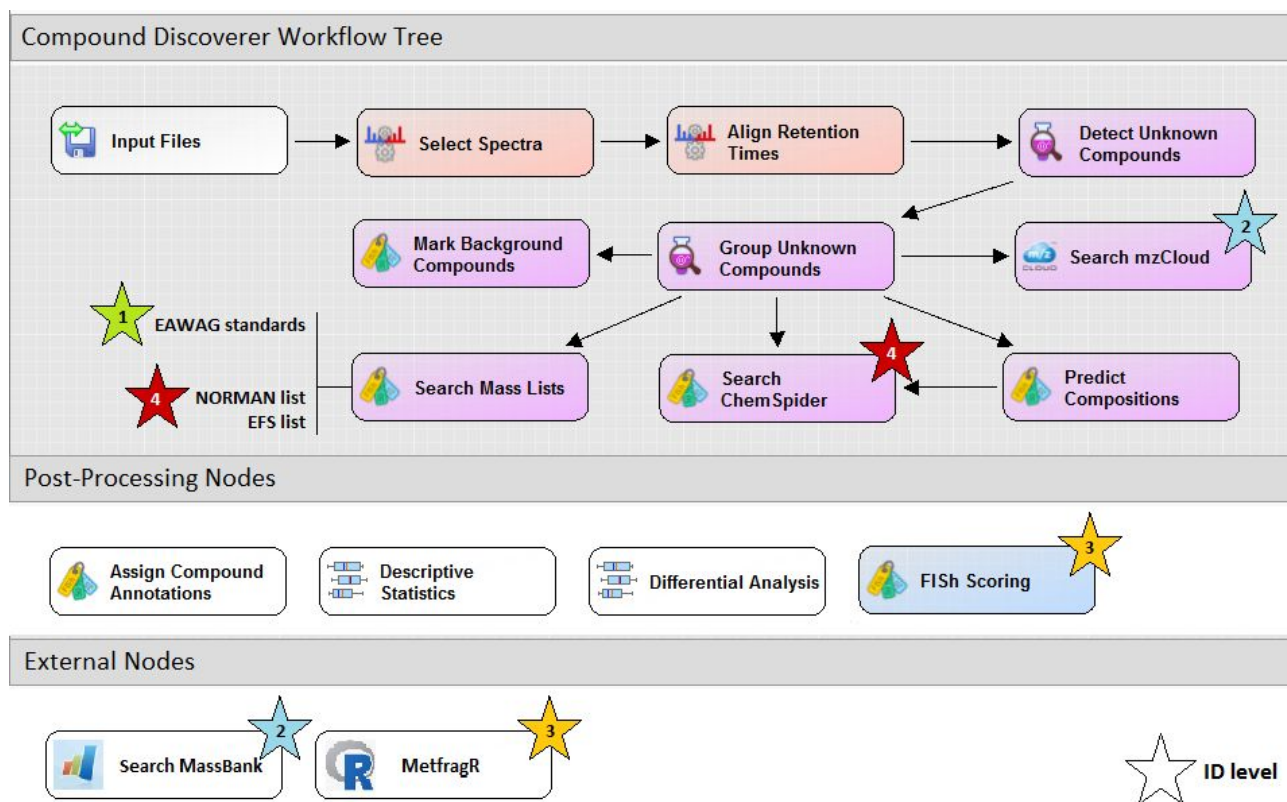 Compound Discoverer Workflow Tree
Input Files
Select Spectra
Align Retention
Times
Detect Unknown
Compounds
Mark Background
Compounds
Group Unknown
Compounds
m/z
CLOUD
Search mzCloud
2
1
EAWAG standards
4
NORMAN list
EFS list
Search Mass Lists
Search
ChemSpider
4
Predict
Compositions
Post-Processing Nodes
Assign Compound
Annotations
Descriptive
Statistics
Differential Analysis
FISh Scoring
3
External Nodes
Search MassBank
2
R
MetfragR
3
ID level